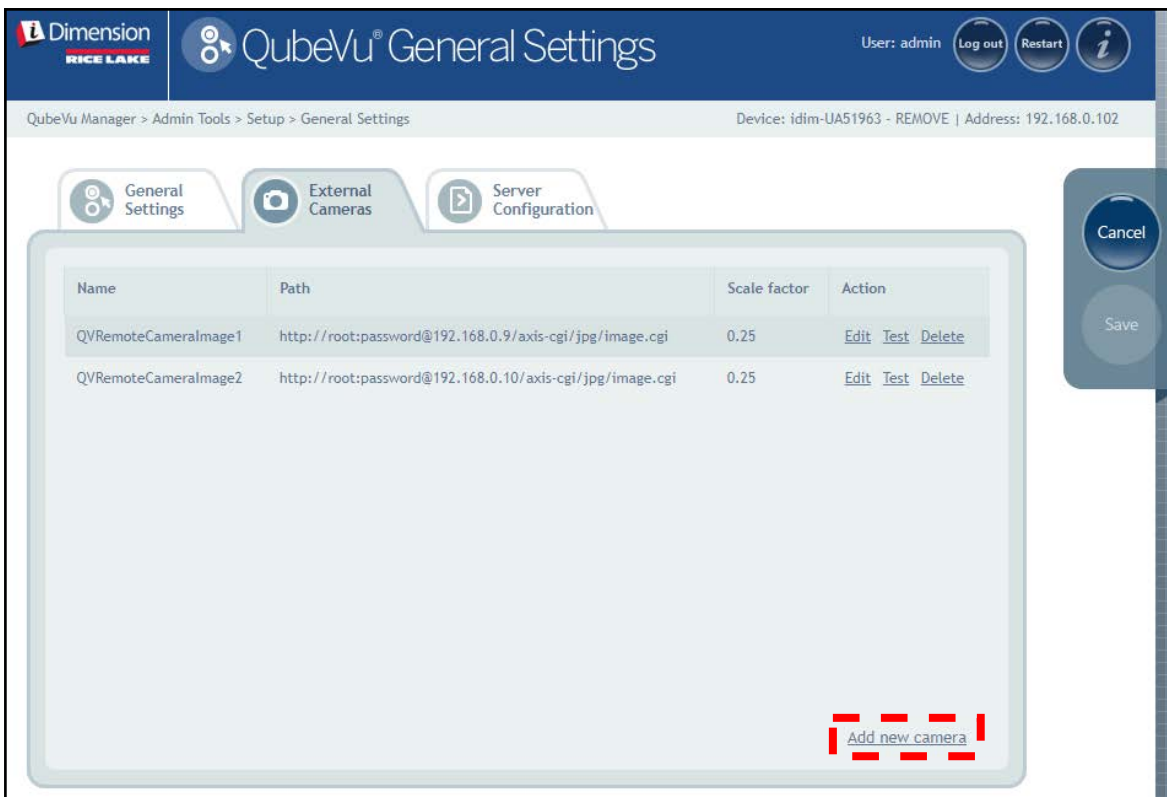 i Dimension
RICE LAKE
QubeVu® General Settings
User: admin
Log out
Restart
i
QubeVu Manager > Admin Tools > Setup > General Settings
Device: idim-UA51963 - REMOVE | Address: 192.168.0.102
General
Settings
External
Cameras
Server
Configuration
Cancel
Save
Name Path Scale factor Action
QVRemoteCameraImage1 http://root:password@192.168.0.9/axis-cgi/jpg/image.cgi 0.25 Edit Test Delete
QVRemoteCameraImage2 http://root:password@192.168.0.10/axis-cgi/jpg/image.cgi 0.25 Edit Test Delete
Add new camera